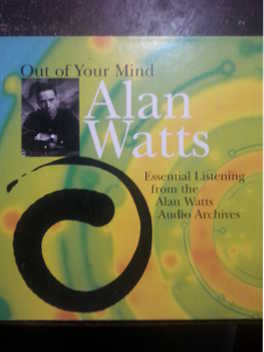 Out of Your Mind
Alan
Watts
Essential Listening
from the
Alan Watts
Audio Archives